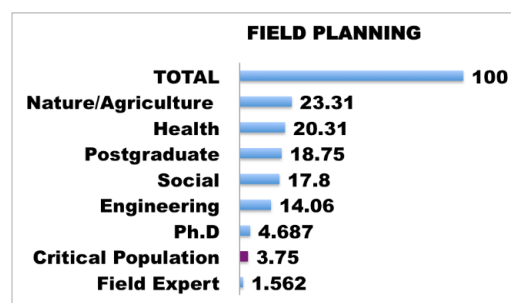 FIELD PLANNING
TOTAL 100
Nature/Agriculture 23.31
Health 20.31
Postgraduate 18.75
Social 17.8
Engineering 14.06
Ph.D 4.687
Critical Population 3.75
Field Expert 1.562